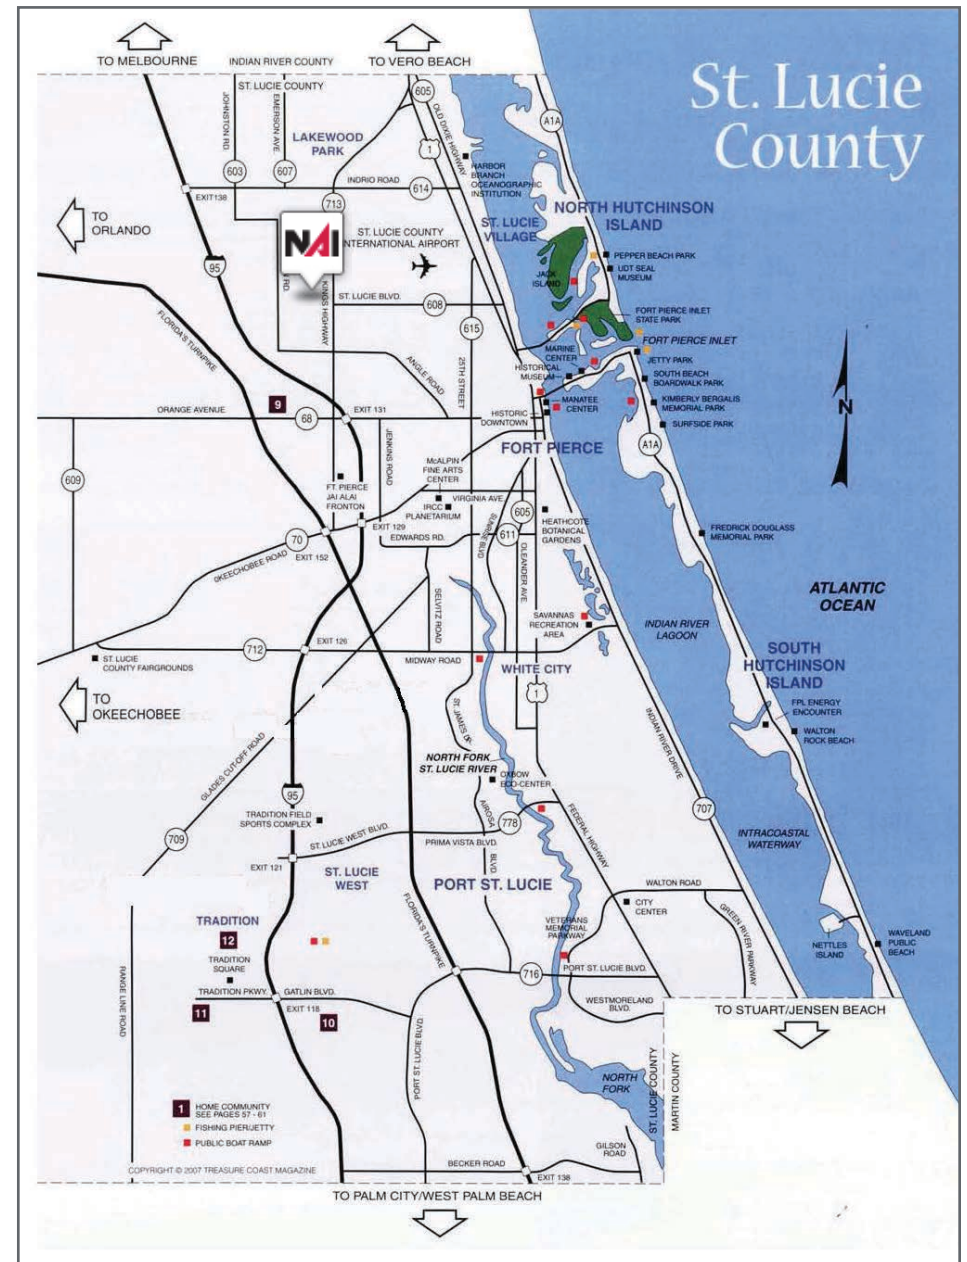 TO MELBOURNE
INDIAN RIVER COUNTY
TO VERO BEACH
ST. LUCIE COUNTY
St. Lucie
County
JOHNSTON RD.
EMERSON AVE
605
OLD DIXIE HIGHWAY
A1A
LAKEWOOD
PARK
1
603
607
INDRIO ROAD
614
713
EXIT138
HARBOR
BRANCH
OCEANOGRAPHIC
INSTITUTION
TO
ORLANDO
NAI
ST. LUCIE COUNTY
INTERNATIONAL AIRPORT
ST. LUCIE
VILLAGE
NORTH HUTCHINSON
ISLAND
95
RD.
KINGS HIGHWAY
ST. LUCIE BLVD.
608
615
JACK
ISLAND
PEPPER BEACH PARK
UDT SEAL
MUSEUM
FORT PIERCE INLET
STATE PARK
FORT PIERCE INLET
JETTY PARK
FLORIDA'S TURNPIKE
ANGLE ROAD
25TH STREET
MARINE
CENTER
HISTORICAL
MUSEUM
SOUTH BEACH
BOARDWALK PARK
KIMBERLY BERGALIS
MEMORIAL PARK
SURFSIDE PARK
N
ORANGE AVENUE
9
68
EXIT 131
HISTORIC
DOWNTOWN
MANATEE
CENTER
FORT PIERCE
A1A
609
JENKINS ROAD
McALPIN
FINE ARTS
CENTER
FT. PIERCE
JAI ALAI
FRONTON
VIRGINIA AVE.
IRCC
PLANETARIUM
605
611
HEATHCOTE
BOTANICAL
GARDENS
70
EXIT 129
EXIT 152
EDWARDS RD.
SUNRISE BLVD
OLEANDER AVE
OKEECHOBEE ROAD
FREDRICK DOUGLASS
MEMORIAL PARK
SELVITZ ROAD
ATLANTIC
OCEAN
SAVANNAS
RECREATION
AREA
INDIAN RIVER
LAGOON
712
EXIT 126
MIDWAY ROAD
WHITE CITY
ST. LUCIE
COUNTY FAIRGROUNDS
SOUTH
HUTCHINSON
ISLAND
1
TO
OKEECHOBEE
ST. JAMES DR.
FPL ENERGY
ENCOUNTER
WALTON
ROCK BEACH
GLADES CUT-OFF ROAD
NORTH FORK
ST. LUCIE RIVER
INDIAN RIVER DRIVE
OXBOW
ECO-CENTER
95
707
TRADITION FIELD
SPORTS COMPLEX
709
ST. LUCIE WEST BLVD.
PRIMA VISTA BLVD.
AIROSA
BLVD.
778
FEDERAL HIGHWAY
INTRACOASTAL
WATERWAY
EXIT 121
ST. LUCIE
WEST
PORT ST. LUCIE
WALTON ROAD
CITY
CENTER
GREEN RIVER PARKWAY
FLORIDA'S TURNPIKE
TRADITION
12
VETERANS
MEMORIAL
PARKWAY
NETTLES
ISLAND
WAVELAND
PUBLIC
BEACH
TRADITION
SQUARE
RANGE LINE ROAD
716
PORT ST. LUCIE BLVD.
TRADITION PKWY.
GATLIN BLVD.
EXIT 118
11
10
WESTMORELAND
BLVD.
TO STUART/JENSEN BEACH
PORT ST. LUCIE BLVD.
NORTH
FORK
ST. LUCIE COUNTY
MARTIN COUNTY
1
HOME COMMUNITY
SEE PAGES 57 - 61
FISHING PIER/JETTY
PUBLIC BOAT RAMP
GILSON
ROAD
COPYRIGHT © 2007 TREASURE COAST MAGAZINE
BECKER ROAD
EXIT 138
TO PALM CITY/WEST PALM BEACH